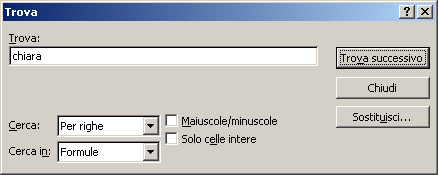 Trova
Trova:
chiara
Trova successivo
Chiudi
Sostituisci...
Cerca:
Per righe
Maiuscole/minuscole
Cerca in:
Formule
Solo celle intere